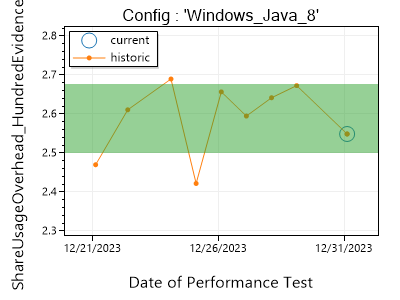 Config : 'Windows_Java_8'
current
historic
2.8
2.7
2.6
2.5
2.4
2.3
ShareUsageOverhead_HundredEvidence
12/21/2023
12/26/2023
12/31/2023
Date of Performance Test